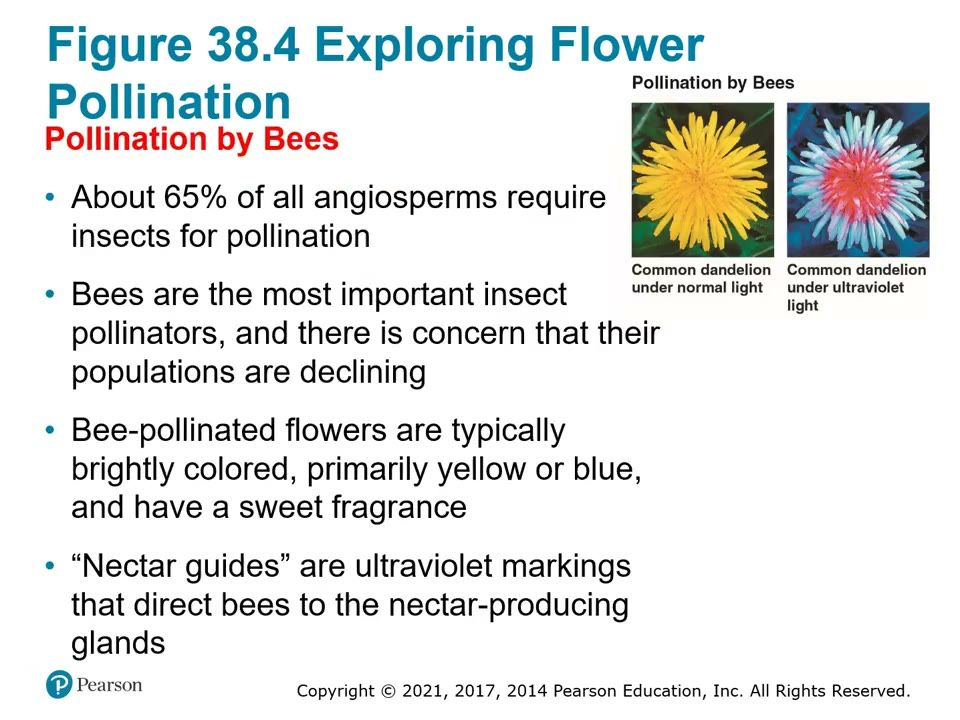 Figure 38.4 Exploring Flower
Pollination
Pollination by Bees
• About 65% of all angiosperms require
insects for pollination
• Bees are the most important insect
pollinators, and there is concern that their
populations are declining
• Bee-pollinated flowers are typically
brightly colored, primarily yellow or blue,
and have a sweet fragrance
• “Nectar guides” are ultraviolet markings
that direct bees to the nectar-producing
glands
Pollination by Bees
Common dandelion
under normal light
Common dandelion
under ultraviolet
light
P Pearson
Copyright © 2021, 2017, 2014 Pearson Education, Inc. All Rights Reserved.